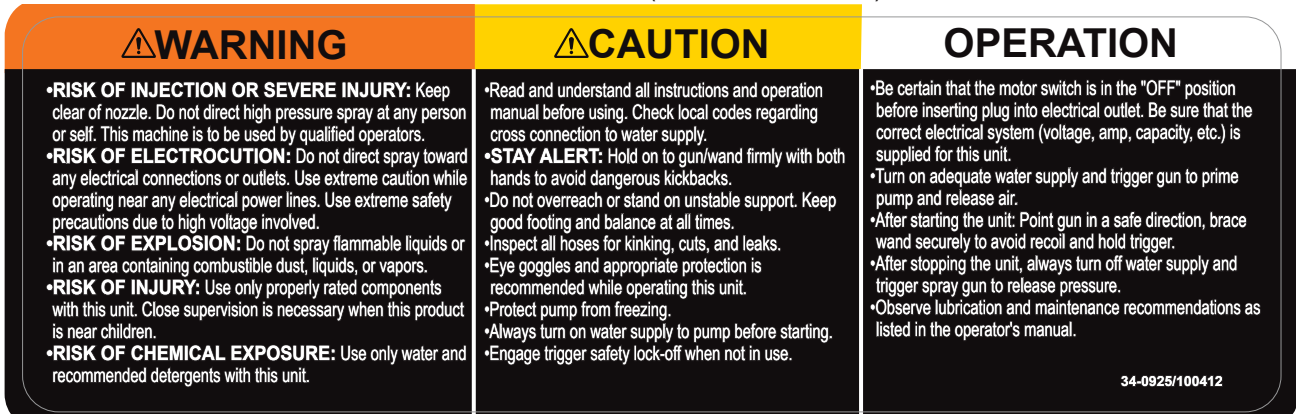 ⚠WARNING
•RISK OF INJECTION OR SEVERE INJURY: Keep
clear of nozzle. Do not direct high pressure spray at any person
or self. This machine is to be used by qualified operators.
•RISK OF ELECTROCUTION: Do not direct spray toward
any electrical connections or outlets. Use extreme caution while
operating near any electrical power lines. Use extreme safety
precautions due to high voltage involved.
•RISK OF EXPLOSION: Do not spray flammable liquids or
in an area containing combustible dust, liquids, or vapors.
•RISK OF INJURY: Use only properly rated components
with this unit. Close supervision is necessary when this product
is near children.
•RISK OF CHEMICAL EXPOSURE: Use only water and
recommended detergents with this unit.
⚠CAUTION
•Read and understand all instructions and operation
manual before using. Check local codes regarding
cross connection to water supply.
•STAY ALERT: Hold on to gun/wand firmly with both
hands to avoid dangerous kickbacks.
•Do not overreach or stand on unstable support. Keep
good footing and balance at all times.
•Inspect all hoses for kinking, cuts, and leaks.
•Eye goggles and appropriate protection is
recommended while operating this unit.
•Protect pump from freezing.
•Always turn on water supply to pump before starting.
•Engage trigger safety lock-off when not in use.
OPERATION
•Be certain that the motor switch is in the "OFF" position
before inserting plug into electrical outlet. Be sure that the
correct electrical system (voltage, amp, capacity, etc.) is
supplied for this unit.
•Turn on adequate water supply and trigger gun to prime
pump and release air.
•After starting the unit: Point gun in a safe direction, brace
wand securely to avoid recoil and hold trigger.
•After stopping the unit, always turn off water supply and
trigger spray gun to release pressure.
•Observe lubrication and maintenance recommendations as
listed in the operator's manual.
34-0925/100412